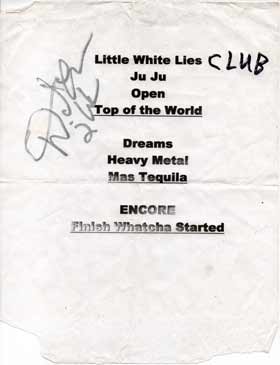 Little White Lies CLUB
Ju Ju
Open
Top of the World
Dreams
Heavy Metal
Mas Tequila
ENCORE
Finish Whatcha Started